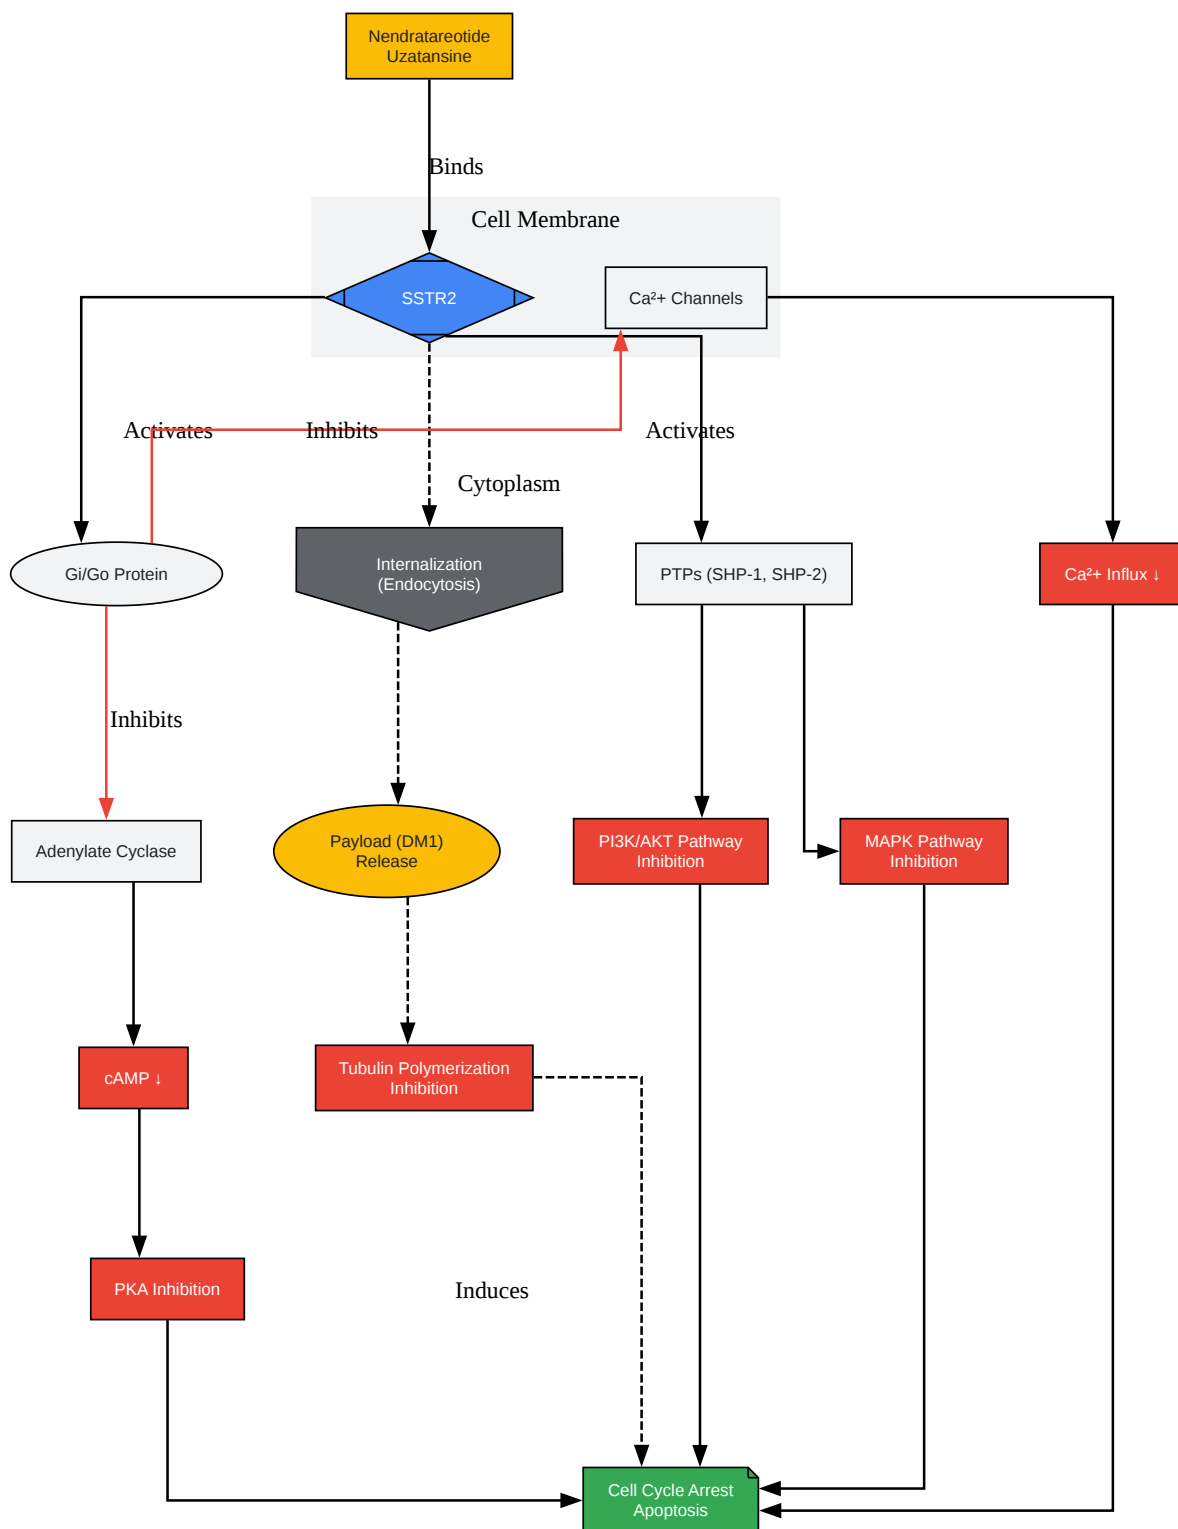 Nendratareotide
Uzatansine
Binds
Cell Membrane
SSTR2
Ca²+ Channels
Activates
Inhibits
Activates
Cytoplasm
Internalization
(Endocytosis)
Gi/Go Protein
PTPs (SHP-1, SHP-2)
Ca²+ Influx ↓
Inhibits
Adenylate Cyclase
Payload (DM1)
Release
PI3K/AKT Pathway
Inhibition
MAPK Pathway
Inhibition
cAMP ↓
Tubulin Polymerization
Inhibition
PKA Inhibition
Induces
Cell Cycle Arrest
Apoptosis